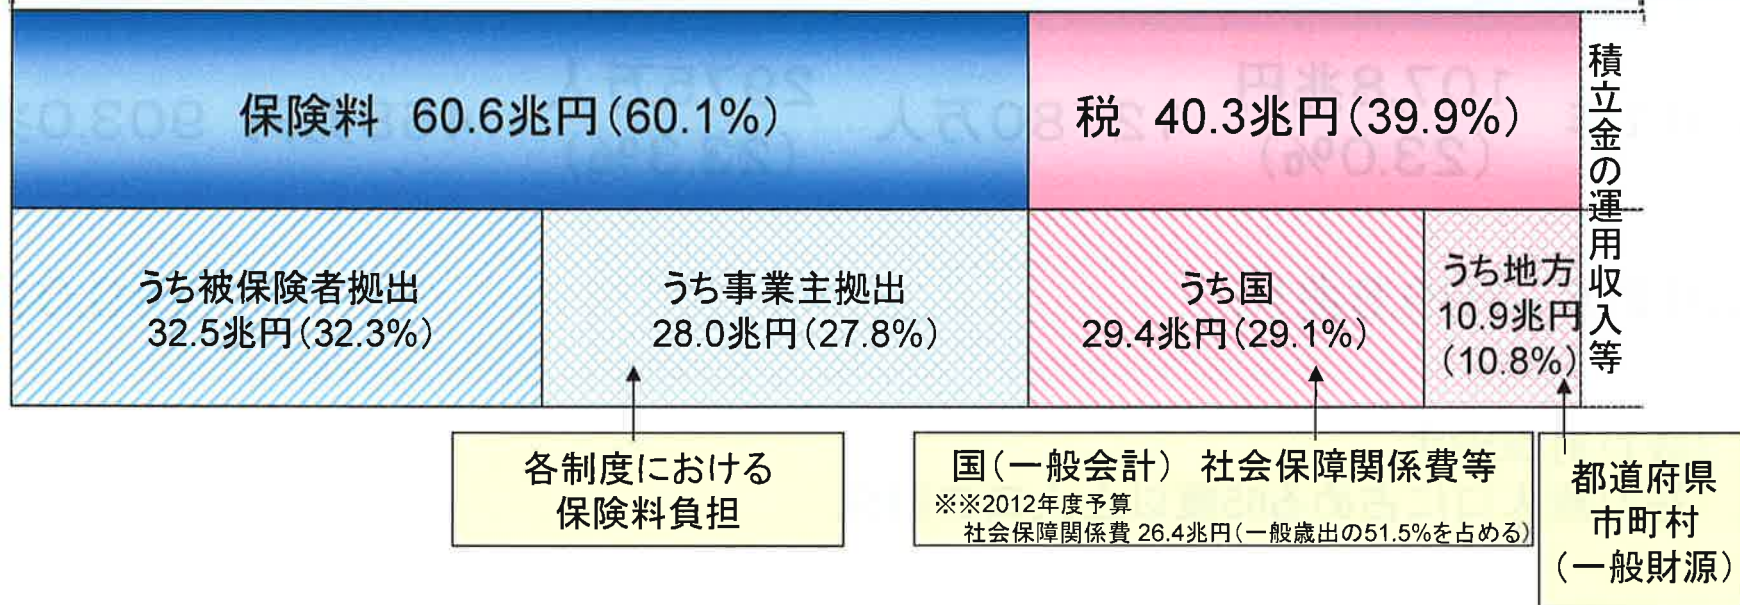 保険料 60.6兆円(60.1%)
税 40.3兆円(39.9%)
積立金の運用収入等
うち被保険者拠出
32.5兆円(32.3%)
うち事業主拠出
28.0兆円(27.8%)
うち国
29.4兆円(29.1%)
うち地方
10.9兆円
(10.8%)
各制度における
保険料負担
国(一般会計) 社会保障関係費等
※※2012年度予算
社会保障関係費 26.4兆円(一般歳出の51.5%を占める)
都道府県
市町村
(一般財源)